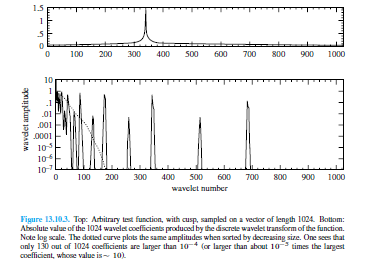 1.5
1
.5
0
0 100 200 300 400 500 600 700 800 900 1000
10
1
.1
.01
.001
.0001
10-5
10-6
10-7
wavelet amplitude
0 100 200 300 400 500 600 700 800 900 1000
wavelet number
Figure 13.10.3. Top: Arbitrary test function, with cusp, sampled on a vector of length 1024. Bottom:
Absolute value of the 1024 wavelet coefficients produced by the discrete wavelet transform of the function.
Note log scale. The dotted curve plots the same amplitudes when sorted by decreasing size. One sees that
only 130 out of 1024 coefficients are larger than 10−4 (or larger than about 10−5 times the largest
coefficient, whose value is ~ 10).